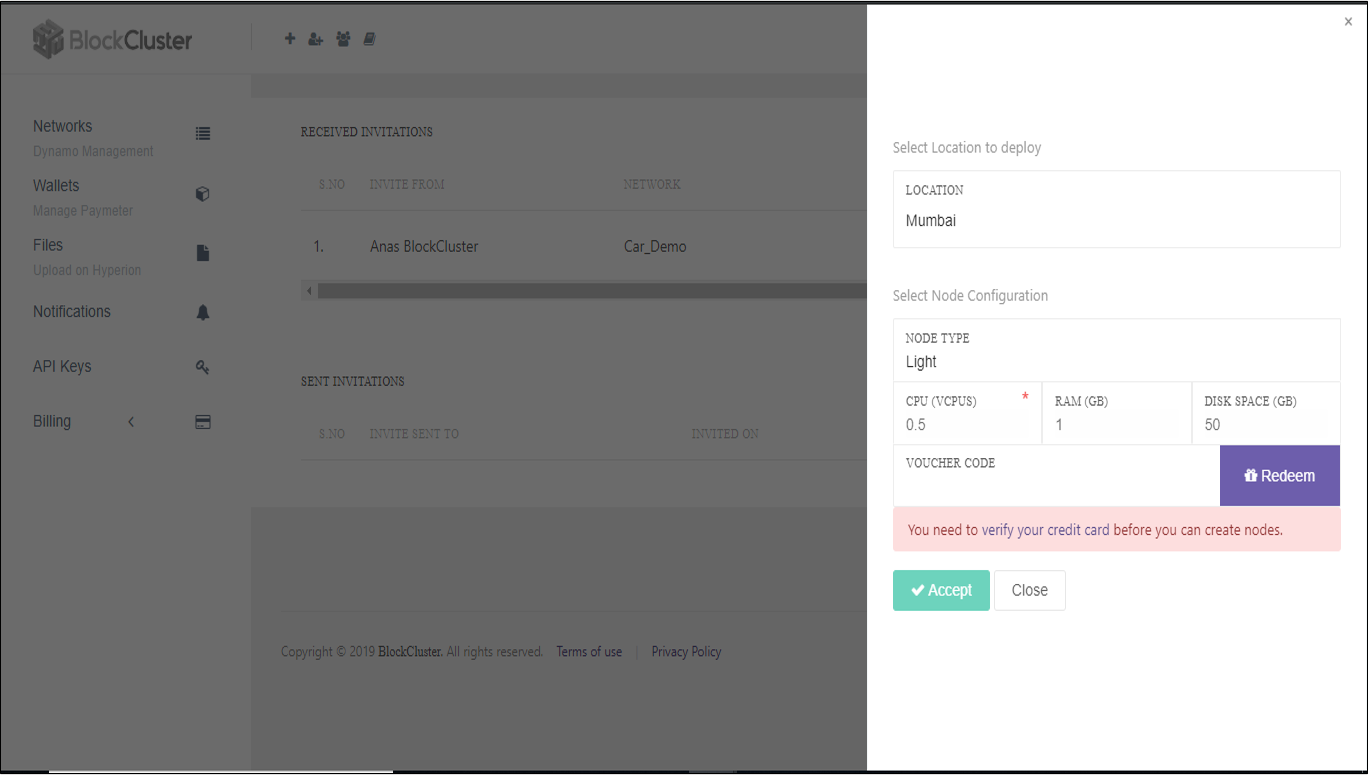 BlockCluster
Networks
Dynamo Management
Wallets
Manage Paymeter
Files
Upload on Hyperion
Notifications
API Keys
Billing
RECEIVED INVITATIONS
S.NO INVITE FROM NETWORK
1. Anas BlockCluster Car_Demo
SENT INVITATIONS
S.NO INVITE SENT TO INVITED ON
Copyright © 2019 BlockCluster. All rights reserved. Terms of use | Privacy Policy
×
Select Location to deploy
LOCATION
Mumbai
Select Node Configuration
NODE TYPE
Light
CPU (VCPUS) * RAM (GB) DISK SPACE (GB)
0.5 1 50
VOUCHER CODE
Redeem
You need to verify your credit card before you can create nodes.
Accept Close